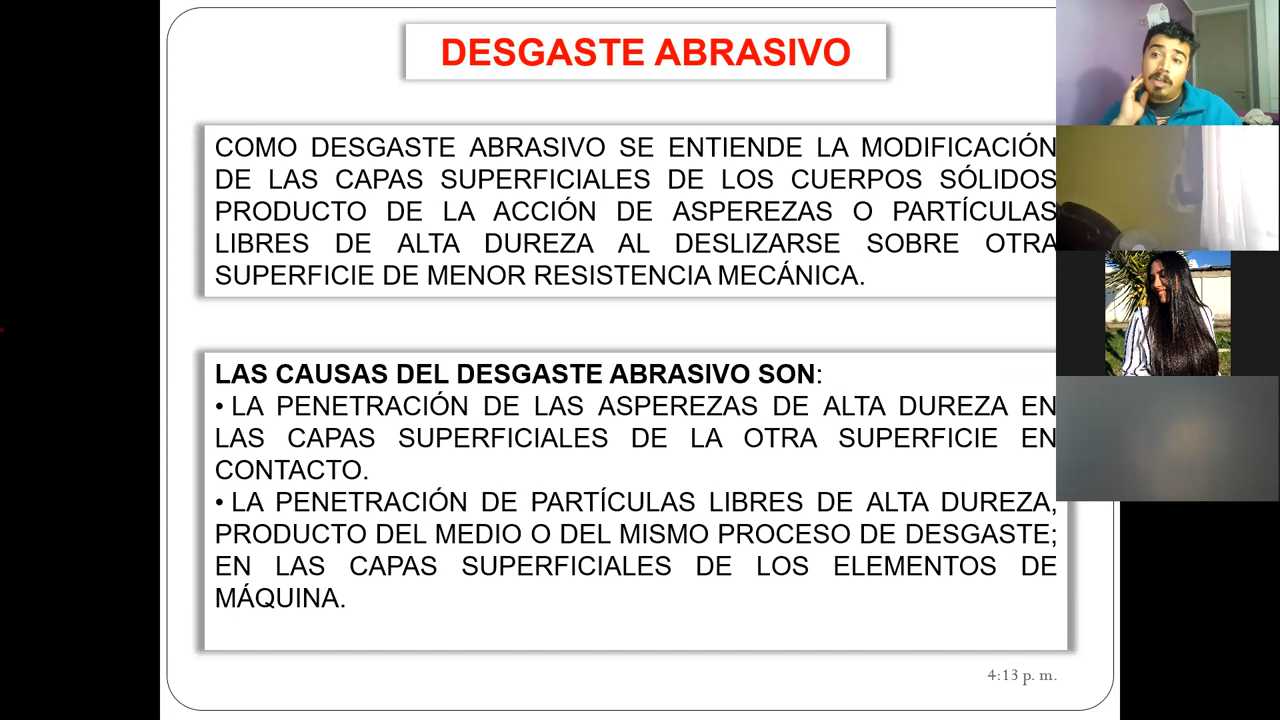 DESGASTE ABRASIVO
COMO DESGASTE ABRASIVO SE ENTIENDE LA MODIFICACIÓN
DE LAS CAPAS SUPERFICIALES DE LOS CUERPOS SÓLIDOS
PRODUCTO DE LA ACCIÓN DE ASPEREZAS O PARTÍCULAS
LIBRES DE ALTA DUREZA AL DESLIZARSE SOBRE OTRA
SUPERFICIE DE MENOR RESISTENCIA MECÁNICA.
LAS CAUSAS DEL DESGASTE ABRASIVO SON:
• LA PENETRACIÓN DE LAS ASPEREZAS DE ALTA DUREZA EN
LAS CAPAS SUPERFICIALES DE LA OTRA SUPERFICIE EN
CONTACTO.
• LA PENETRACIÓN DE PARTÍCULAS LIBRES DE ALTA DUREZA,
PRODUCTO DEL MEDIO O DEL MISMO PROCESO DE DESGASTE;
EN LAS CAPAS SUPERFICIALES DE LOS ELEMENTOS DE
MÁQUINA.
4:13 p. m.